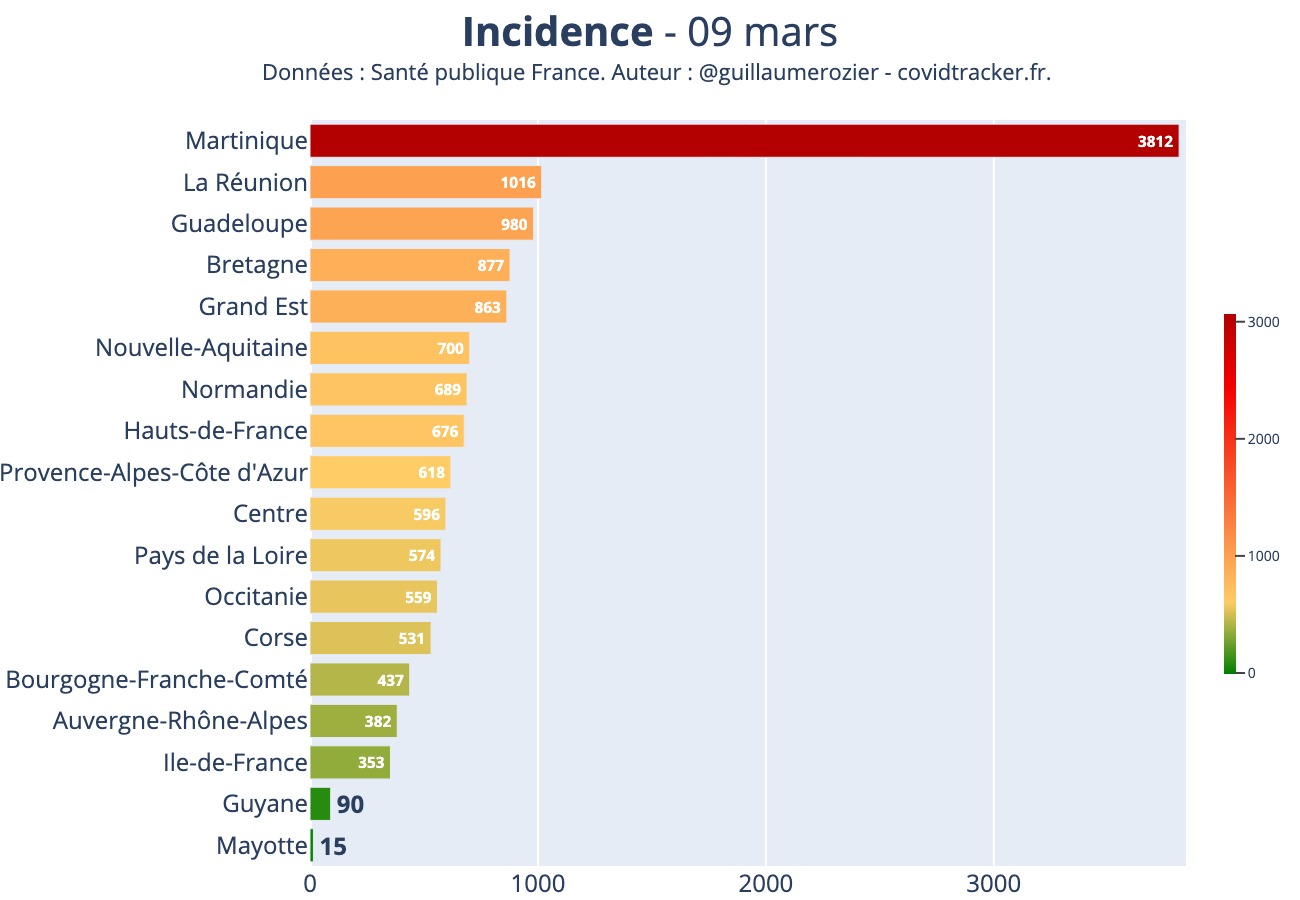 Incidence - 09 mars
Données : Santé publique France. Auteur : @guillaumerozier - covidtracker.fr.
Martinique 3812
La Réunion 1016
Guadeloupe 980
Bretagne 877
Grand Est 863
Nouvelle-Aquitaine 700
Normandie 689
Hauts-de-France 676
Provence-Alpes-Côte d'Azur 618
Centre 596
Pays de la Loire 574
Occitanie 559
Corse 531
Bourgogne-Franche-Comté 437
Auvergne-Rhône-Alpes 382
Ile-de-France 353
Guyane 90
Mayotte 15
0 1000 2000 3000
3000
2000
1000
0